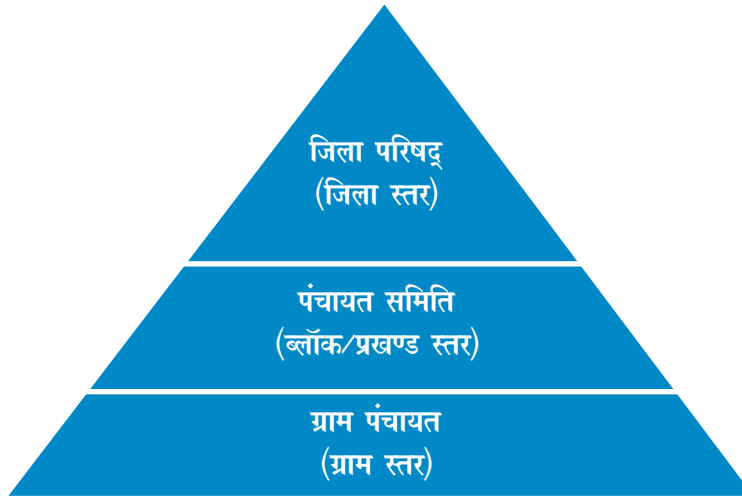 जिला परिषद्
(जिला स्तर)
पंचायत समिति
(ब्लॉक/प्रखण्ड स्तर)
ग्राम पंचायत
(ग्राम स्तर)